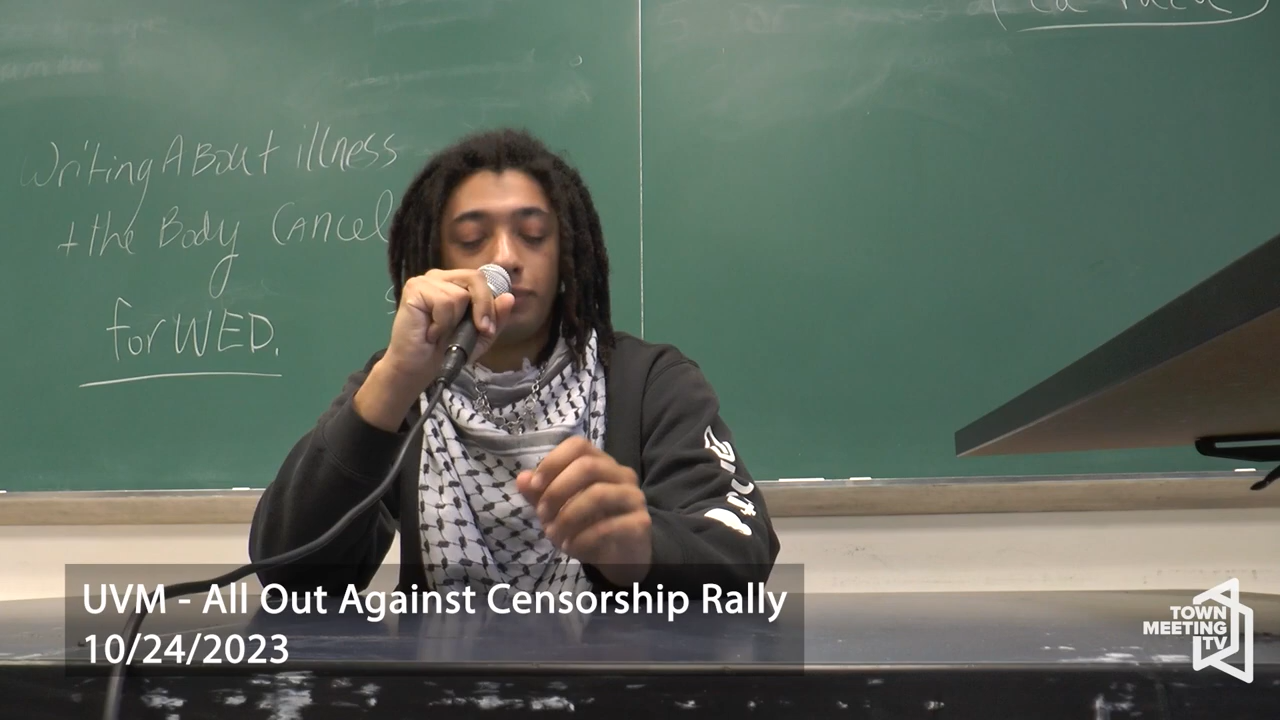 Writing About illness
+ the Body Cancel
for WED.
UVM - All Out Against Censorship Rally
10/24/2023
TOWN
MEETING
TV